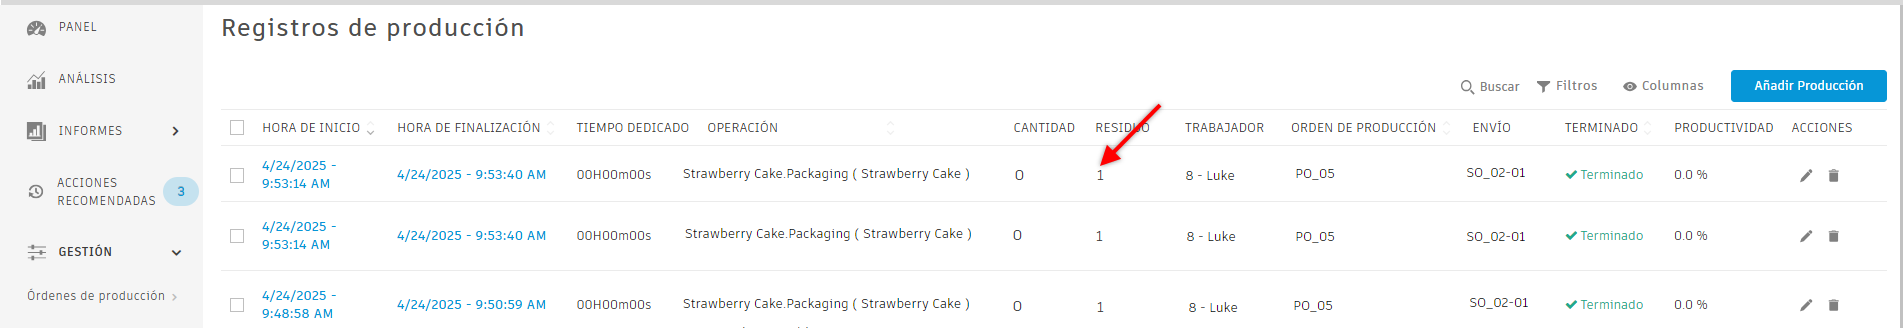 PANEL
ANÁLISIS
INFORMES
ACCIONES
RECOMENDADAS
3
GESTIÓN
Órdenes de producción
Registros de producción
Buscar Filtros Columnas Añadir Producción
HORA DE INICIO HORA DE FINALIZACIÓN TIEMPO DEDICADO OPERACIÓN CANTIDAD RESIDUO TRABAJADOR ORDEN DE PRODUCCIÓN ENVÍO TERMINADO PRODUCTIVIDAD ACCIONES
4/24/2025 -
9:53:14 AM 4/24/2025 - 9:53:40 AM 00H00m00s Strawberry Cake.Packaging ( Strawberry Cake ) 0 1 8 - Luke PO_05 SO_02-01 Terminado 0.0 %
4/24/2025 -
9:53:14 AM 4/24/2025 - 9:53:40 AM 00H00m00s Strawberry Cake.Packaging ( Strawberry Cake ) 0 1 8 - Luke PO_05 SO_02-01 Terminado 0.0 %
4/24/2025 -
9:48:58 AM 4/24/2025 - 9:50:59 AM 00H00m00s Strawberry Cake.Packaging ( Strawberry Cake ) 0 1 8 - Luke PO_05 SO_02-01 Terminado 0.0 %